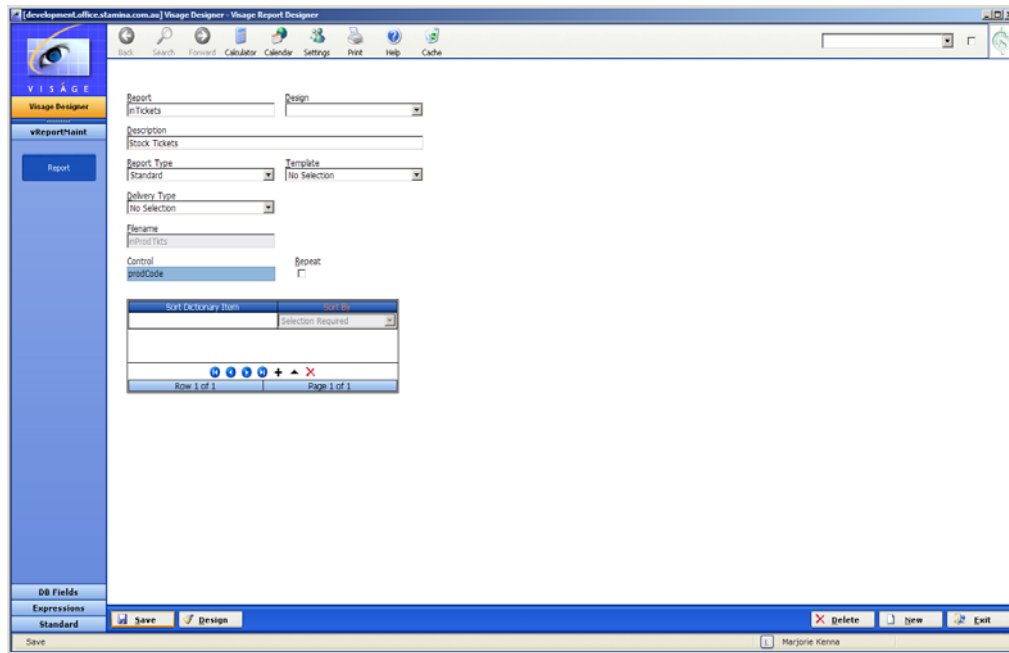 [development.office.stamina.com.au] Visage Designer - Visage Report Designer
Back Search Forward Calculator Calendar Settings Print Help Cache
VISAGE
Visage Designer
vReportMaint
Report
Report Design
inTickets
Description
Stock Tickets
Report Type Template
Standard No Selection
Delivery Type
No Selection
Filename
inProdTkts
Control Repeat
prodCode
Sort Dictionary Item Sort By
Selection Required
Row 1 of 1 Page 1 of 1
DB Fields
Expressions
Standard
Save Design Delete New Exit
Save L Marjorie Kenna